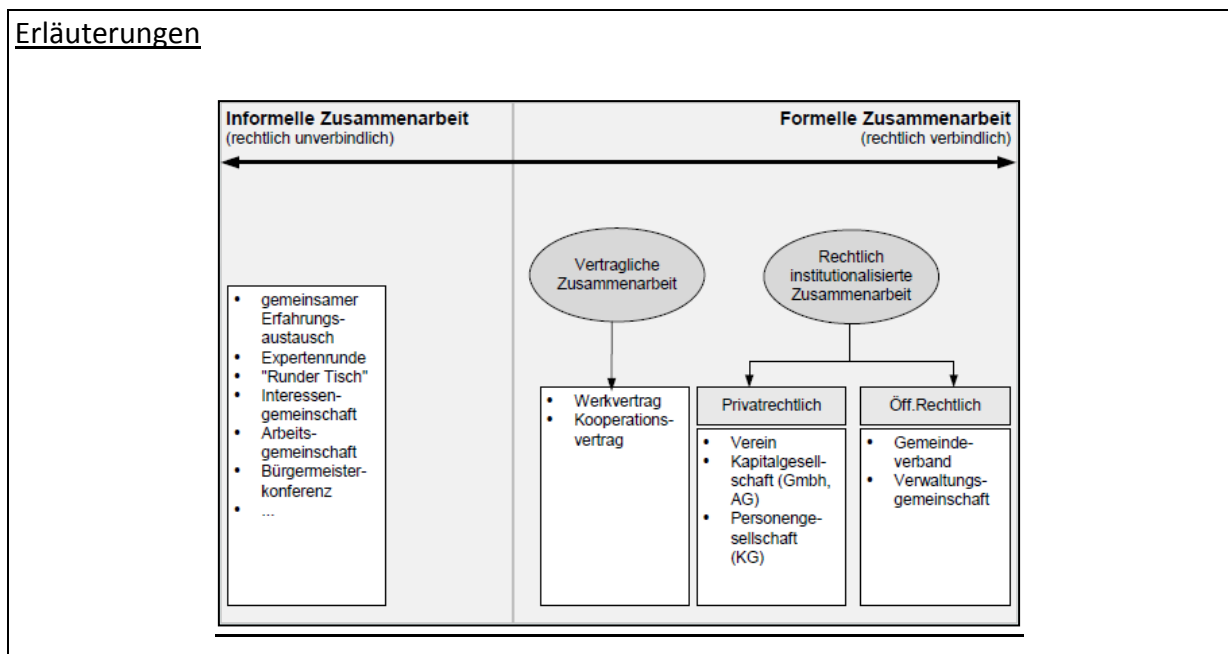 Erläuterungen
Informelle Zusammenarbeit
(rechtlich unverbindlich)
Formelle Zusammenarbeit
(rechtlich verbindlich)
Vertragliche
Zusammenarbeit
Rechtlich
institutionalisierte
Zusammenarbeit
• gemeinsamer
Erfahrungs-
austausch
• Expertenrunde
• "Runder Tisch"
• Interessen-
gemeinschaft
• Arbeits-
gemeinschaft
• Bürgermeister-
konferenz
• ...
• Werkvertrag
• Kooperations-
vertrag
Privatrechtlich
• Verein
• Kapitalgesell-
schaft (Gmbh,
AG)
• Personenge-
sellschaft
(KG)
Öff.Rechtlich
• Gemeinde-
verband
• Verwaltungs-
gemeinschaft